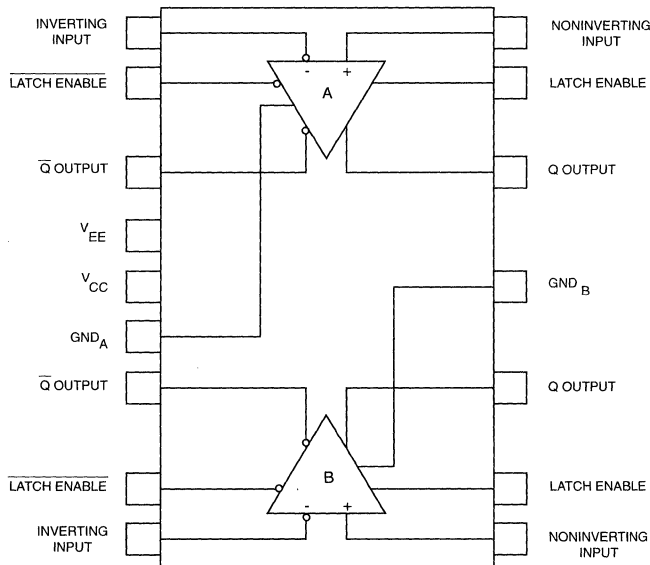 INVERTING
INPUT
NONINVERTING
INPUT
LATCH ENABLE
LATCH ENABLE
- +
A
Q OUTPUT
Q OUTPUT
VEE
VCC
GND B
GNDA
Q OUTPUT
Q OUTPUT
B
LATCH ENABLE
LATCH ENABLE
- +
INVERTING
INPUT
NONINVERTING
INPUT